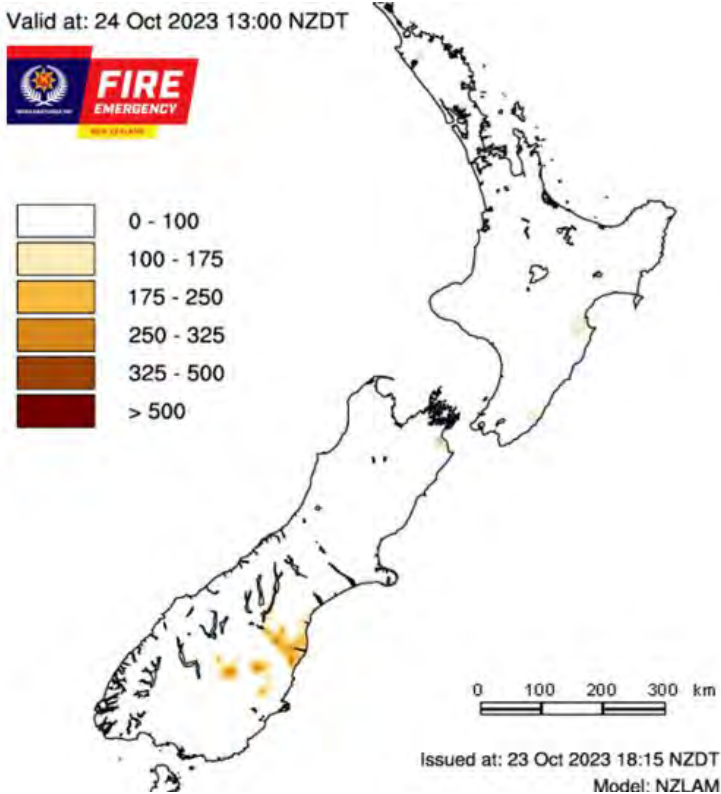 Valid at: 24 Oct 2023 13:00 NZDT
FIRE
EMERGENCY
NEW ZEALAND
0 - 100
100 - 175
175 - 250
250 - 325
325 - 500
> 500
0 100 200 300 km
Issued at: 23 Oct 2023 18:15 NZDT
Model: NZLAM